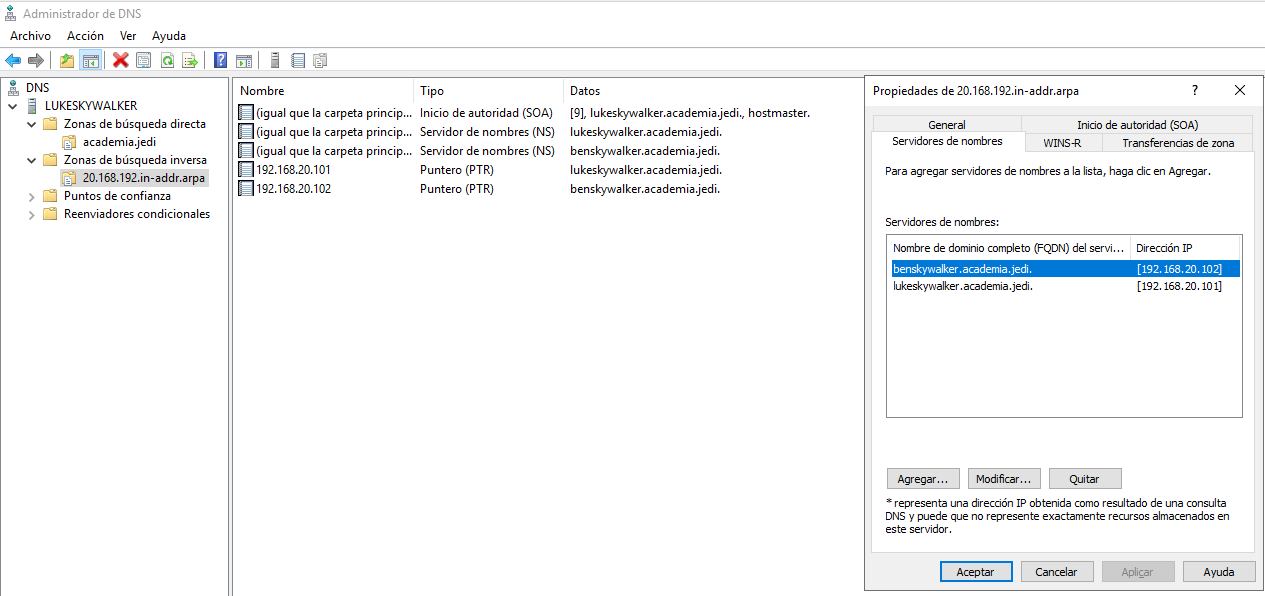 Administrador de DNS
Archivo Acción Ver Ayuda
DNS
LUKESKYWALKER
Zonas de búsqueda directa
academia.jedi
Zonas de búsqueda inversa
20.168.192.in-addr.arpa
Puntos de confianza
Reenviadores condicionales
Nombre Tipo Datos
(igual que la carpeta princip... Inicio de autoridad (SOA) [9], lukeskywalker.academia.jedi., hostmaster.
(igual que la carpeta princip... Servidor de nombres (NS) lukeskywalker.academia.jedi.
(igual que la carpeta princip... Servidor de nombres (NS) benskywalker.academia.jedi.
192.168.20.101 Puntero (PTR) lukeskywalker.academia.jedi.
192.168.20.102 Puntero (PTR) benskywalker.academia.jedi.
Propiedades de 20.168.192.in-addr.arpa ?
General Inicio de autoridad (SOA)
Servidores de nombres WINS-R Transferencias de zona
Para agregar servidores de nombres a la lista, haga clic en Agregar.
Servidores de nombres:
Nombre de dominio completo (FQDN) del servi... Dirección IP
benskywalker.academia.jedi. [192.168.20.102]
lukeskywalker.academia.jedi. [192.168.20.101]
Agregar... Modificar... Quitar
* representa una dirección IP obtenida como resultado de una consulta
DNS y puede que no represente exactamente recursos almacenados en
este servidor.
Aceptar Cancelar Aplicar Ayuda